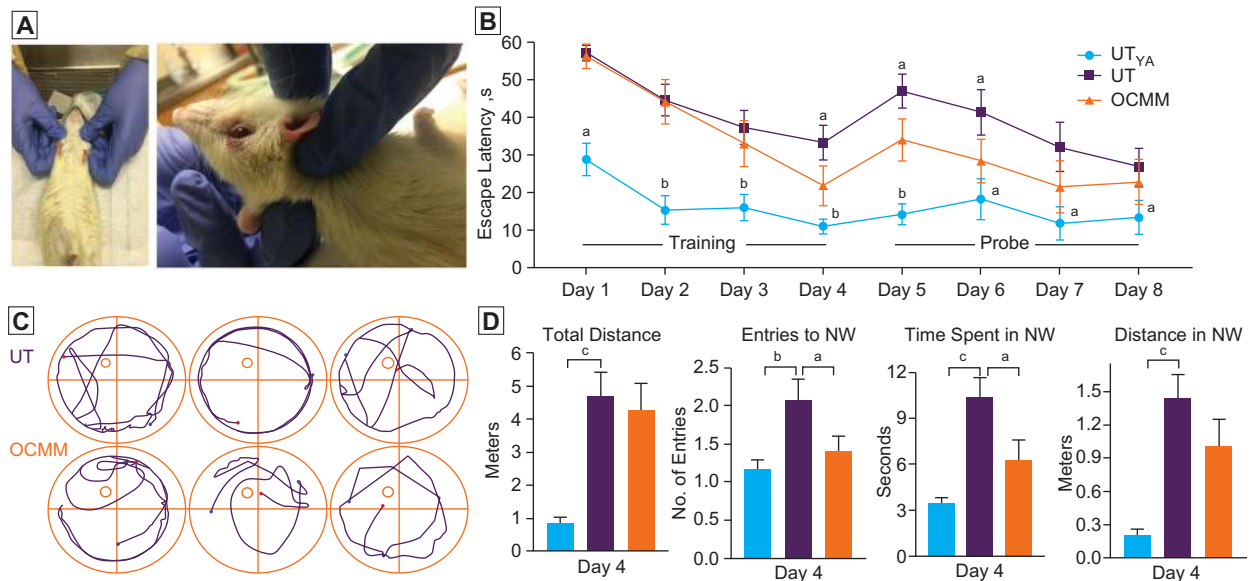 A
B
Escape Latency ,s
60
50
40
30
20
10
0
a
b
b
b
a
a
b
a
a
a
a
UT_YA
UT
OCMM
Training
Probe
Day 1 Day 2 Day 3 Day 4 Day 5 Day 6 Day 7 Day 8
C
UT
OCMM
D
Total Distance
c
Meters
6
5
4
3
2
1
0
Day 4
Entries to NW
b a
No. of Entries
2.5
2.0
1.5
1.0
0.5
0.0
Day 4
Time Spent in NW
c a
Seconds
12
9
6
3
0
Day 4
Distance in NW
c
Meters
1.5
1.2
0.9
0.6
0.3
0.0
Day 4